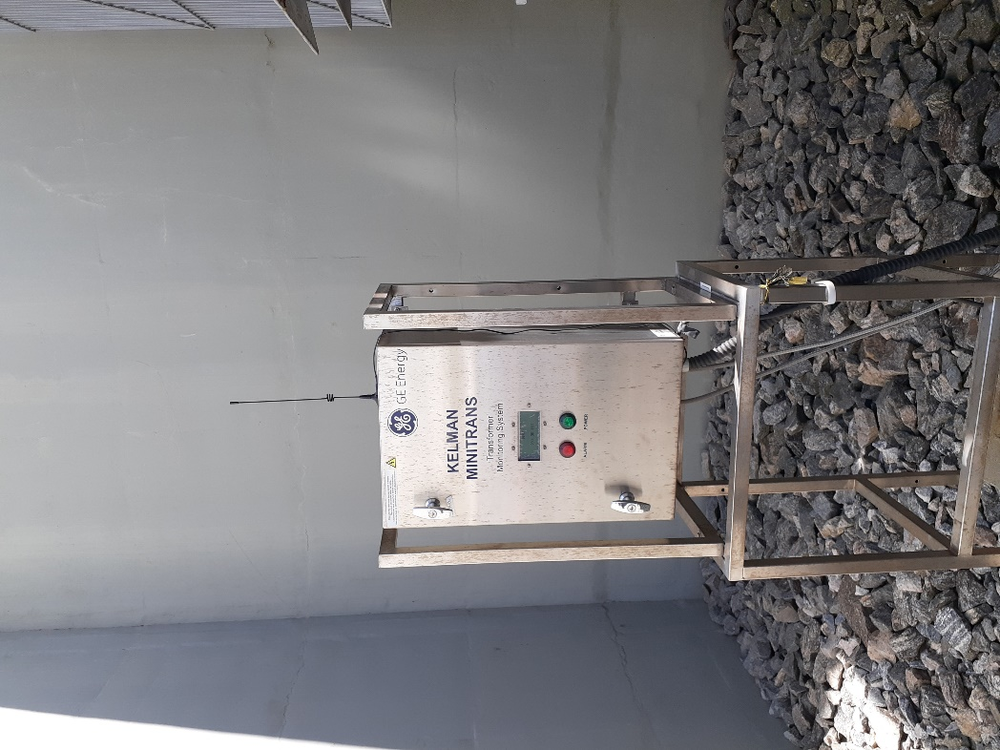 GE Energy
KELMAN
MINITRANS
Transformer
Monitoring System
ALARM POWER